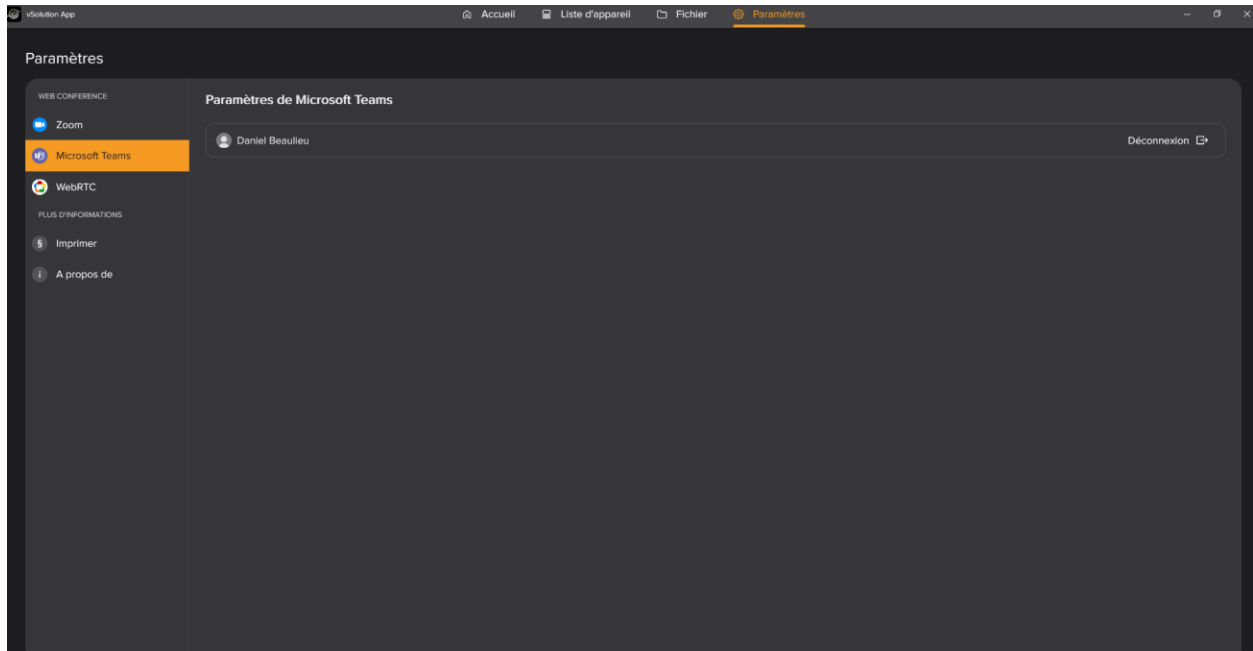 vSolution App
Accueil
Liste d'appareil
Fichier
Paramètres
Paramètres
WEB CONFERENCE
Zoom
Microsoft Teams
WebRTC
PLUS D'INFORMATIONS
§ Imprimer
i A propos de
Paramètres de Microsoft Teams
Daniel Beaulieu
Déconnexion